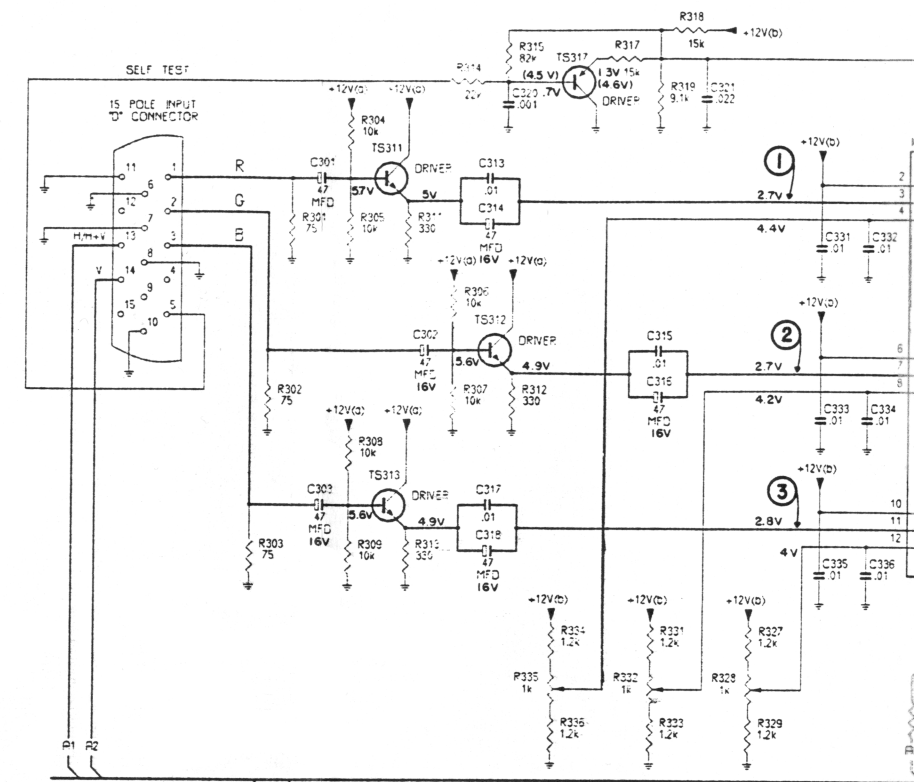 R318
+12V(b)
15k
R315
82k
R317
TS317
15k
1.3V
(4.6V)
DRIVER
(4.5 V)
.7V
R314
C320
.001
R319
9.1k
C321
.022
SELF TEST
15 POLE INPUT
"D" CONNECTOR
11
1
6
12
2
7
13
3
8
14
4
9
15
5
10
R
G
B
H/H+V
V
+12V(a)
+12V(a)
R304
10k
TS311
DRIVER
C301
47
MFD
5.7V
5V
R301
75
R305
10k
R311
330
C313
.01
C314
47
MFD
16V
1
2.7V
4.4V
+12V(b)
2
3
4
C331
.01
C332
.01
+12V(a)
+12V(a)
R306
10k
TS312
DRIVER
C302
47
MFD
16V
5.6V
4.9V
R302
75
R307
10k
R312
330
C315
.01
C316
47
MFD
16V
2
2.7V
4.2V
+12V(b)
6
7
8
C333
.01
C334
.01
+12V(a)
+12V(a)
R308
10k
TS313
DRIVER
C303
47
MFD
16V
5.6V
4.9V
R303
75
R309
10k
R313
330
C317
.01
C318
47
MFD
16V
3
2.8V
4V
+12V(b)
10
11
12
C335
.01
C336
.01
+12V(b)
+12V(b)
+12V(b)
R334
1.2k
R331
1.2k
R327
1.2k
R335
1k
R332
1k
R328
1k
R336
1.2k
R333
1.2k
R329
1.2k
A1
A2